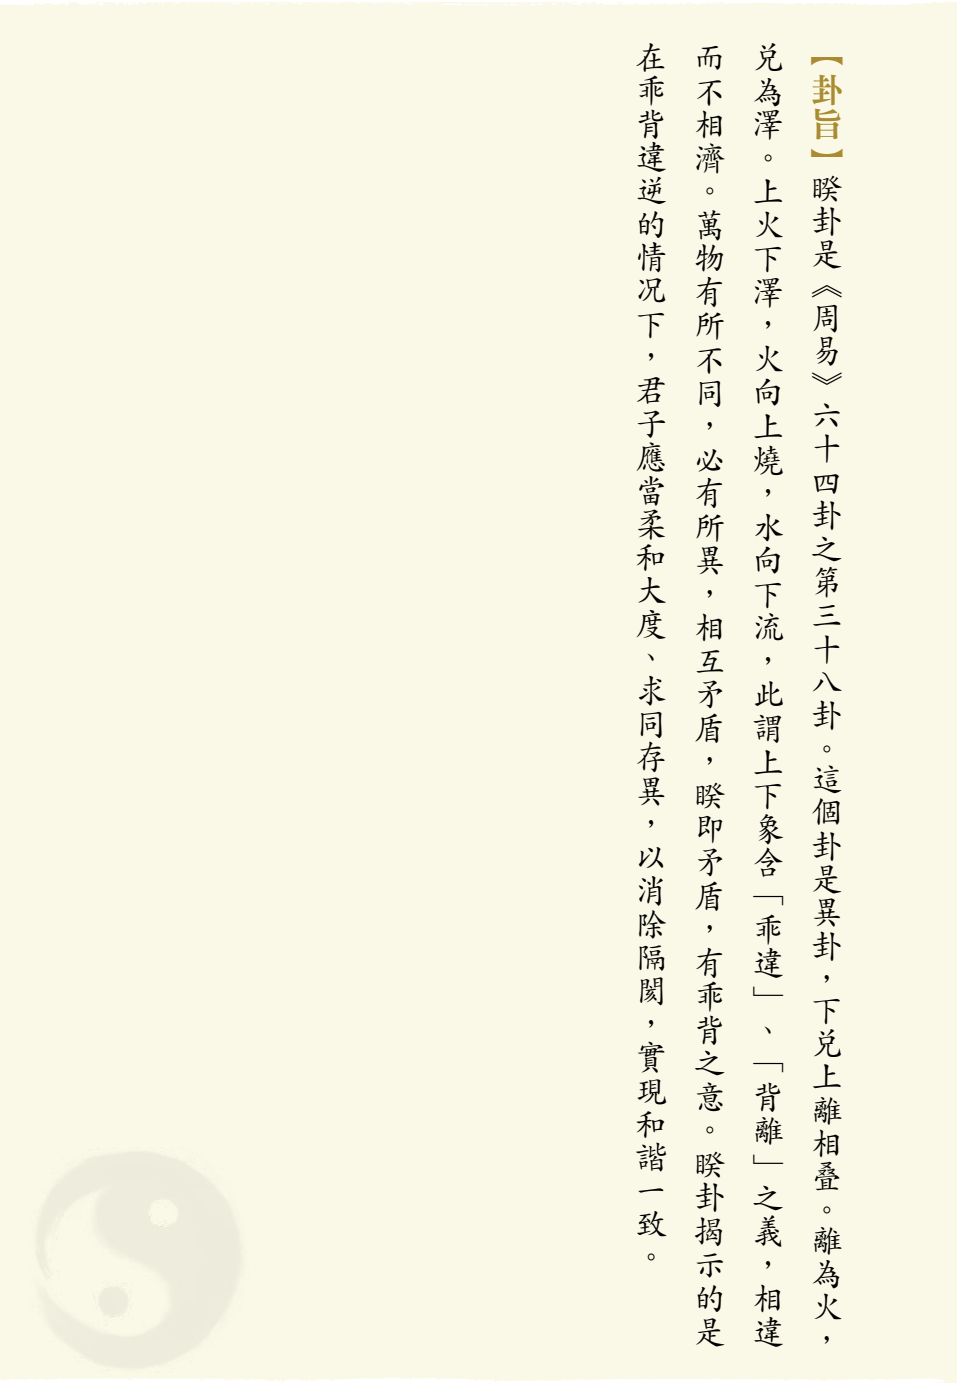 【卦旨】睽卦是《周易》六十四卦之第三十八卦。這個卦是異卦，下兌上離相叠。離為火，
兌為澤。上火下澤，火向上燒，水向下流，此謂上下象含「乖違」、「背離」之義，相違
而不相濟。萬物有所不同，必有所異，相互矛盾，睽即矛盾，有乖背之意。睽卦揭示的是
在乖背違逆的情況下，君子應當柔和大度、求同存異，以消除隔閡，實現和諧一致。